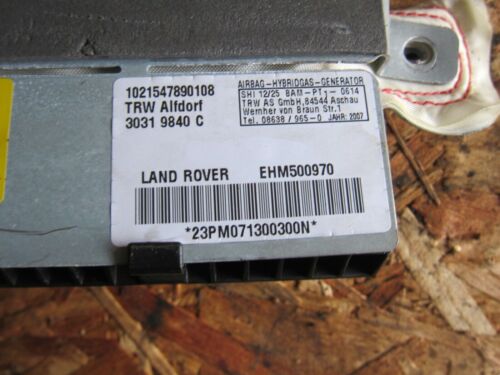 1021547890108
TRW Alfdorf
3031 9840 C
AIRBAG-HYBRIDGAS-GENERATOR
SHI 12/25 BAM-PT1-0614
TRW AS GmbH, 84544 Aschau
Wernher von Braun Str.1
Tel. 08638 / 965-0 JAHR: 2007
LAND ROVER EHM500970
*23PM071300300N*